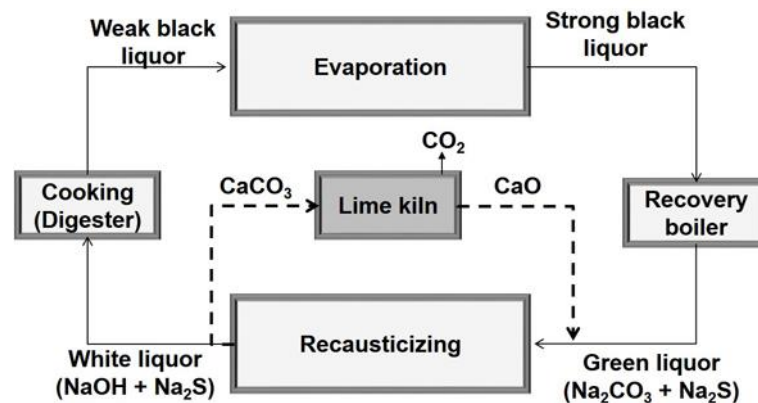 Weak black
liquor
Evaporation
Strong black
liquor
CO₂
Cooking
(Digester)
CaCO₃
Lime kiln
CaO
Recovery
boiler
Recausticizing
White liquor
(NaOH + Na₂S)
Green liquor
(Na₂CO₃ + Na₂S)